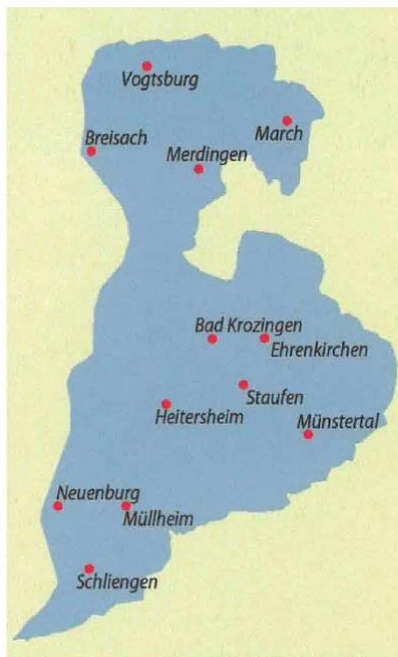 Vogtsburg
March
Breisach
Merdingen
Bad Krozingen
Ehrenkirchen
Staufen
Heitersheim
Münstertal
Neuenburg
Müllheim
Schliengen